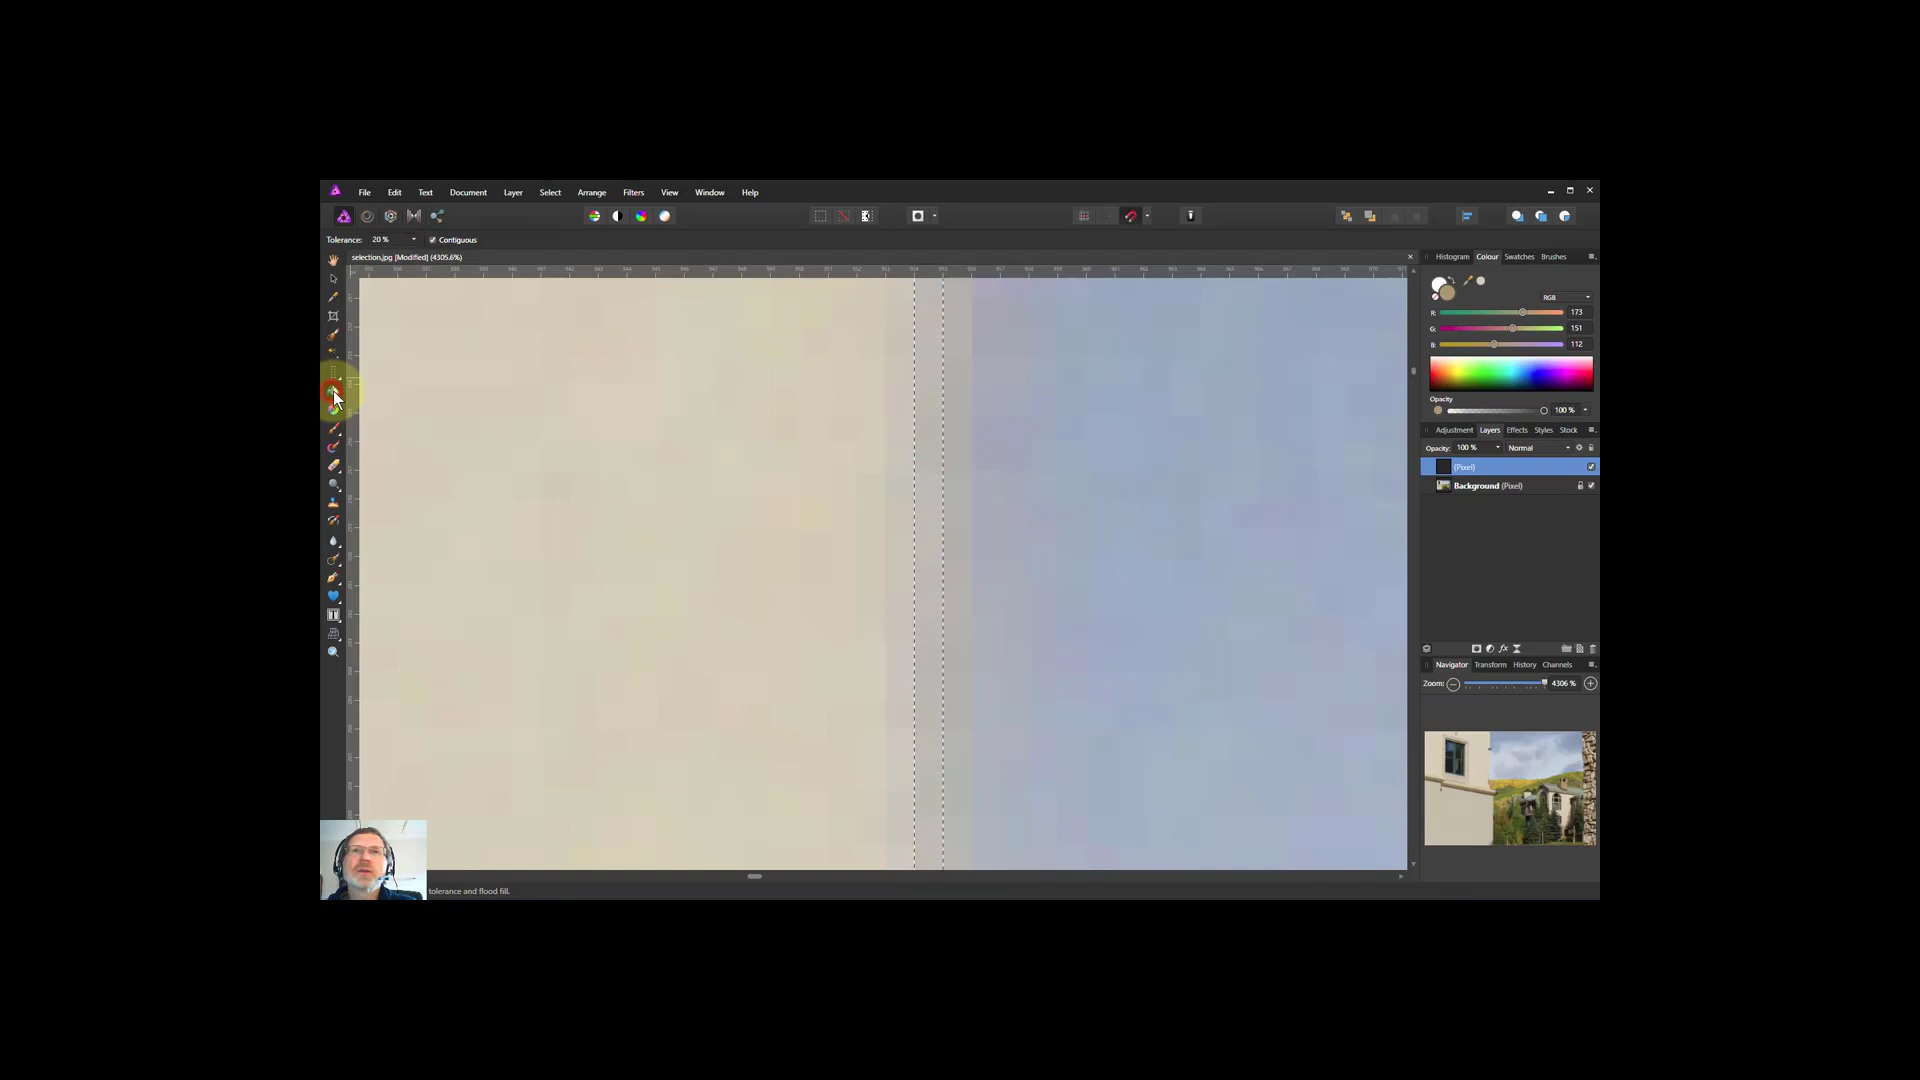 File Edit Text Document Layer Select Arrange Filters View Window Help
Tolerance: 20 % Contiguous
selection.jpg [Modified] (4305.6%)
Histogram Colour Swatches Brushes
RGB
R: 173
G: 151
B: 112
Opacity
100 %
Adjustment Layers Effects Styles Stock
Opacity: 100 % Normal
(Pixel)
Background (Pixel)
Navigator Transform History Channels
Zoom: 4306 %
tolerance and flood fill.